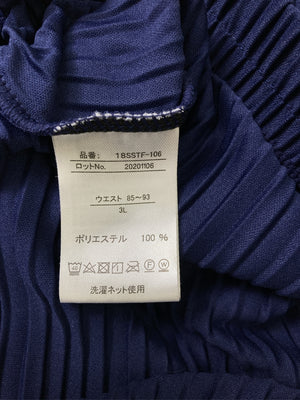 品番: 18SSTF-106
ロットNo. 20201106
ウエスト 85～93
3L
ポリエステル 100 %
洗濯ネット使用